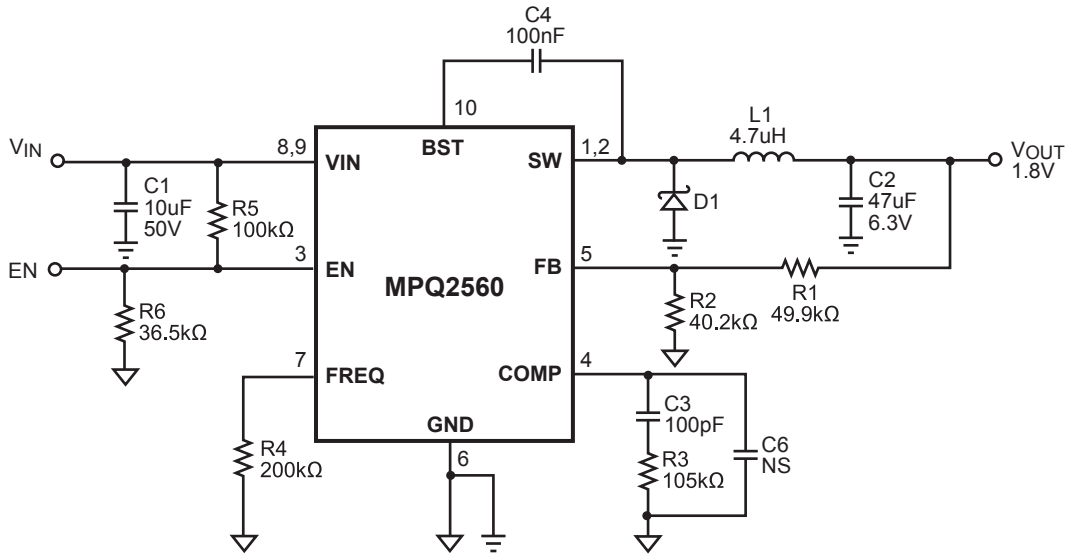 C4
100nF
10
L1
4.7uH
VIN
8,9
VIN
BST
SW
1,2
VOUT
1.8V
C1
10uF
50V
R5
100kΩ
D1
C2
47uF
6.3V
EN
3
EN
MPQ2560
FB
5
R6
36.5kΩ
R2
40.2kΩ
R1
49.9kΩ
7
FREQ
COMP
4
R4
200kΩ
GND
6
C3
100pF
R3
105kΩ
C6
NS